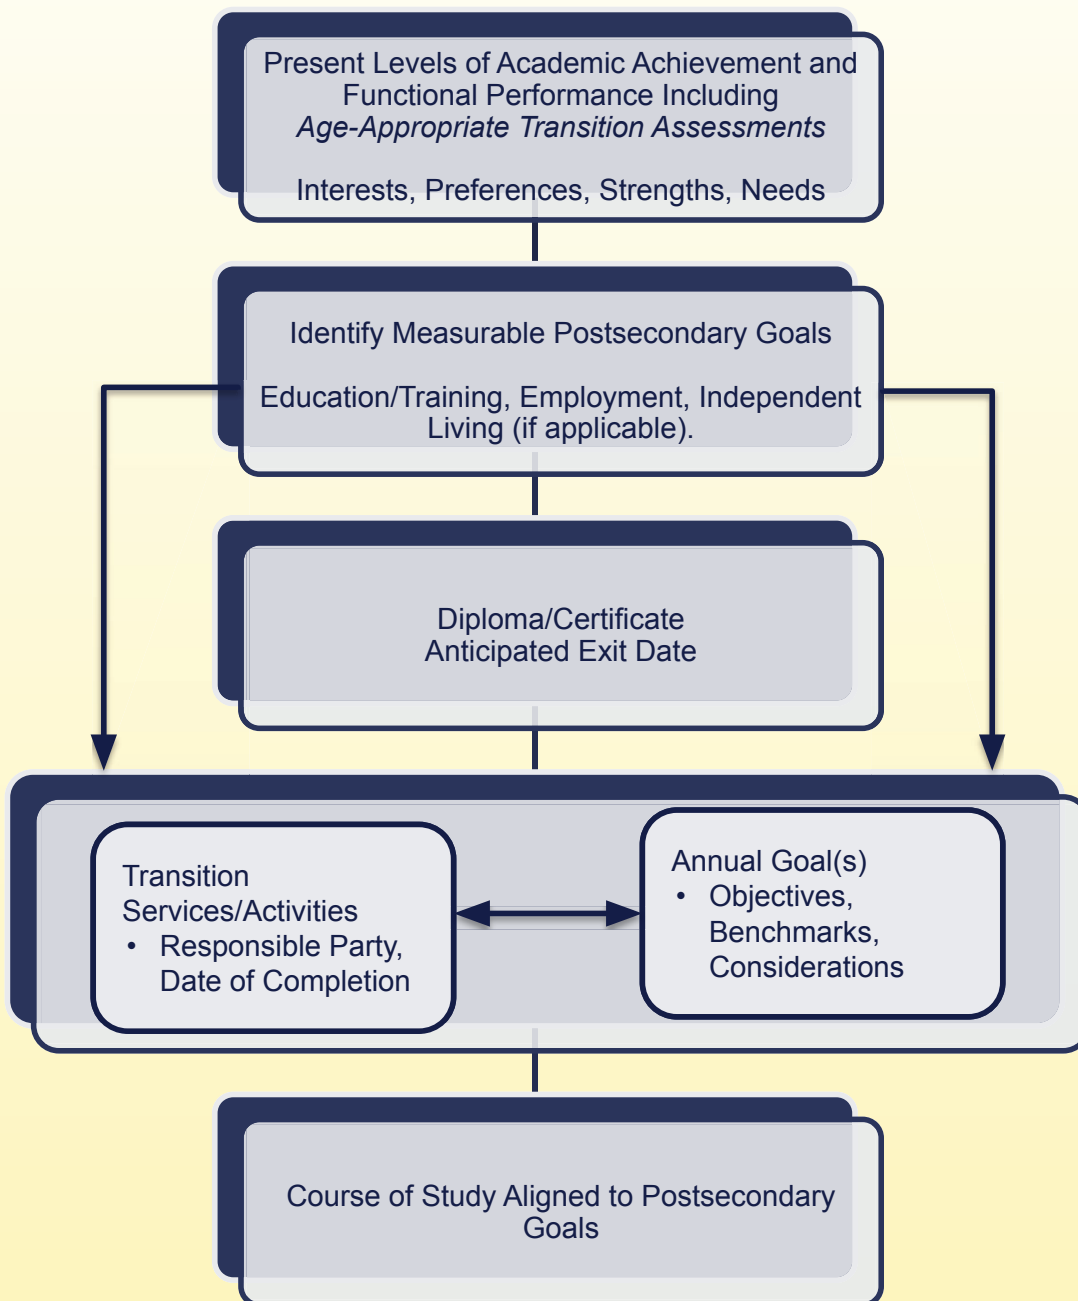 Present Levels of Academic Achievement and
Functional Performance Including
Age-Appropriate Transition Assessments
Interests, Preferences, Strengths, Needs
Identify Measurable Postsecondary Goals
Education/Training, Employment, Independent
Living (if applicable).
Diploma/Certificate
Anticipated Exit Date
Transition
Services/Activities
• Responsible Party,
Date of Completion
Annual Goal(s)
• Objectives,
Benchmarks,
Considerations
Course of Study Aligned to Postsecondary
Goals